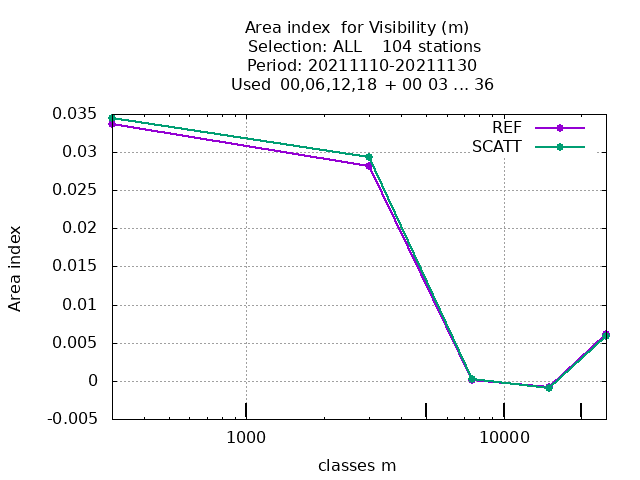 Area index  for Visibility (m)
Selection: ALL    104 stations
Period: 20211110-20211130
Used  00,06,12,18  + 00 03 ... 36
REF
SCATT
0.035
0.03
0.025
0.02
0.015
0.01
0.005
0
-0.005
Area index
1000
10000
classes m